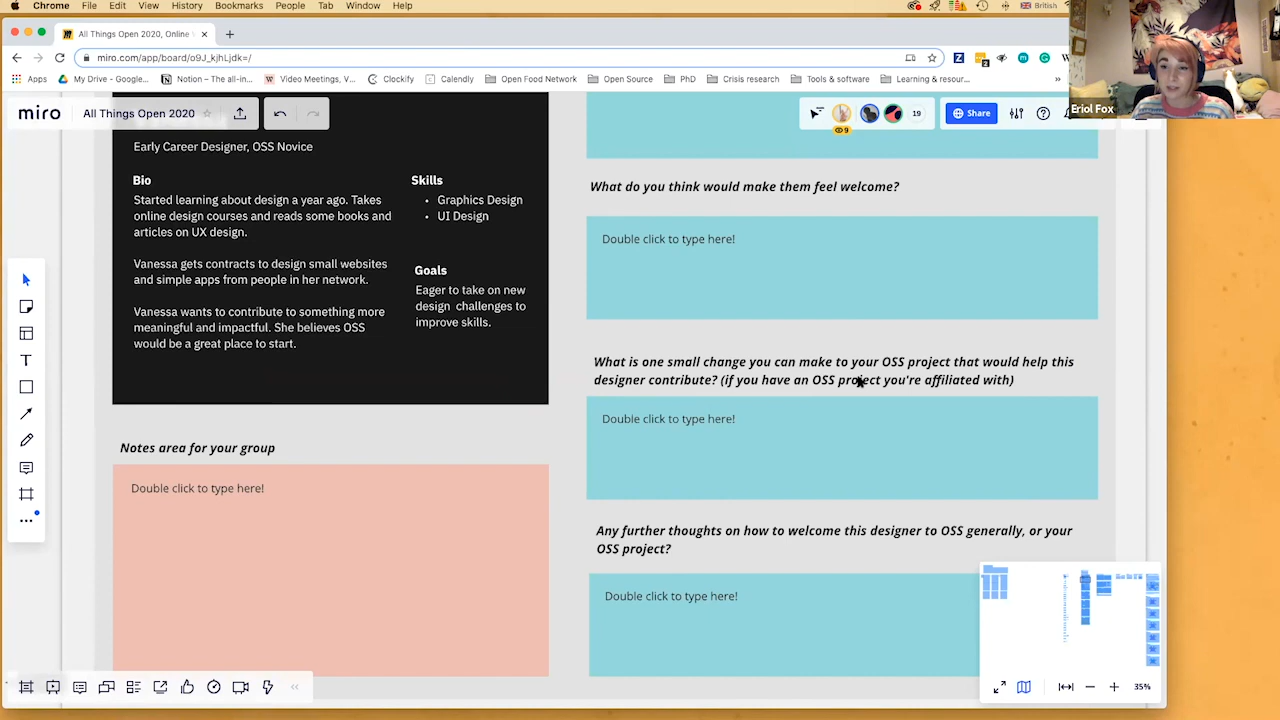 Chrome File Edit View History Bookmarks People Tab Window Help
British
All Things Open 2020, Online
miro.com/app/board/o9J_kjhLjdk=/
Apps My Drive - Google... Notion – The all-in... Video Meetings, V... Clockify Calendly Open Food Network Open Source PhD Crisis research Tools & software Learning & resour... »
Eriol Fox
miro All Things Open 2020 19 Share
9
Early Career Designer, OSS Novice
Bio
Started learning about design a year ago. Takes
online design courses and reads some books and
articles on UX design.
Vanessa gets contracts to design small websites
and simple apps from people in her network.
Vanessa wants to contribute to something more
meaningful and impactful. She believes OSS
would be a great place to start.
Skills
• Graphics Design
• UI Design
Goals
Eager to take on new
design challenges to
improve skills.
Notes area for your group
Double click to type here!
What do you think would make them feel welcome?
Double click to type here!
What is one small change you can make to your OSS project that would help this
designer contribute? (if you have an OSS project you're affiliated with)
Double click to type here!
Any further thoughts on how to welcome this designer to OSS generally, or your
OSS project?
Double click to type here!
35%